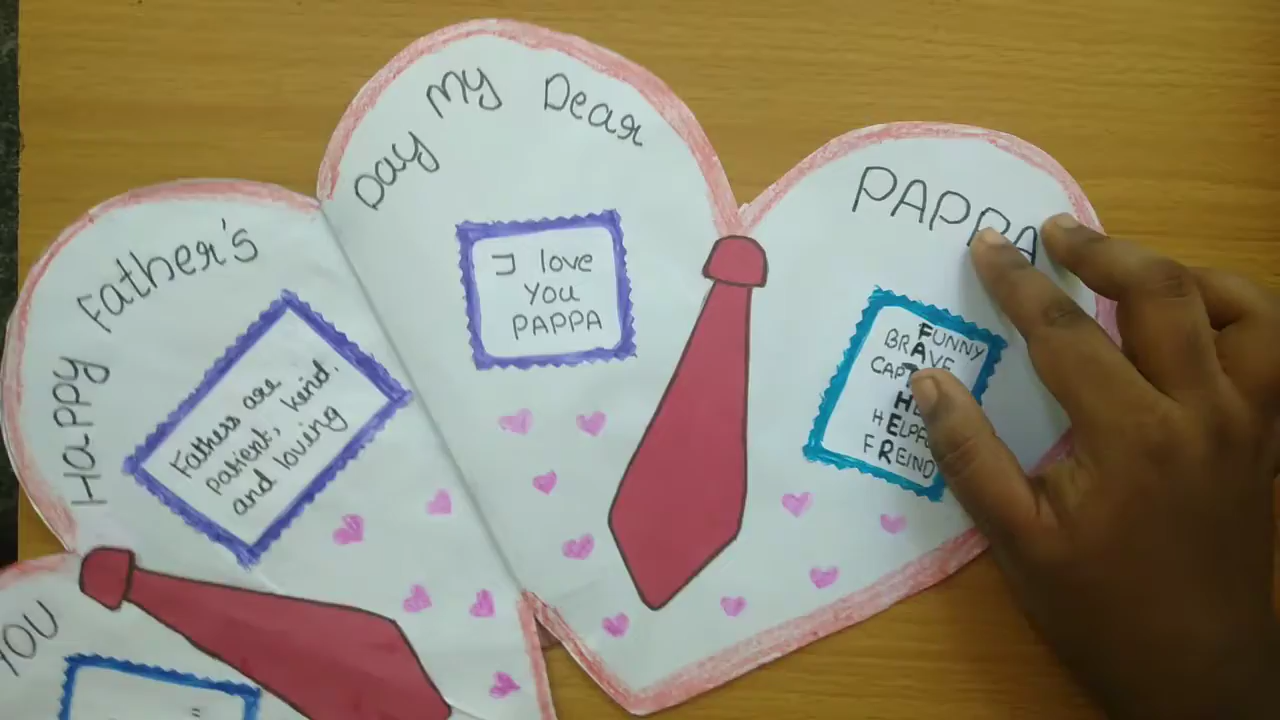 HAPPY Father's
DAY MY Dear
PAPPA
Fathers are
patient, kind.
and loving
I love
you
PAPPA
FUNNY
BRAVE
FREIND
YOU